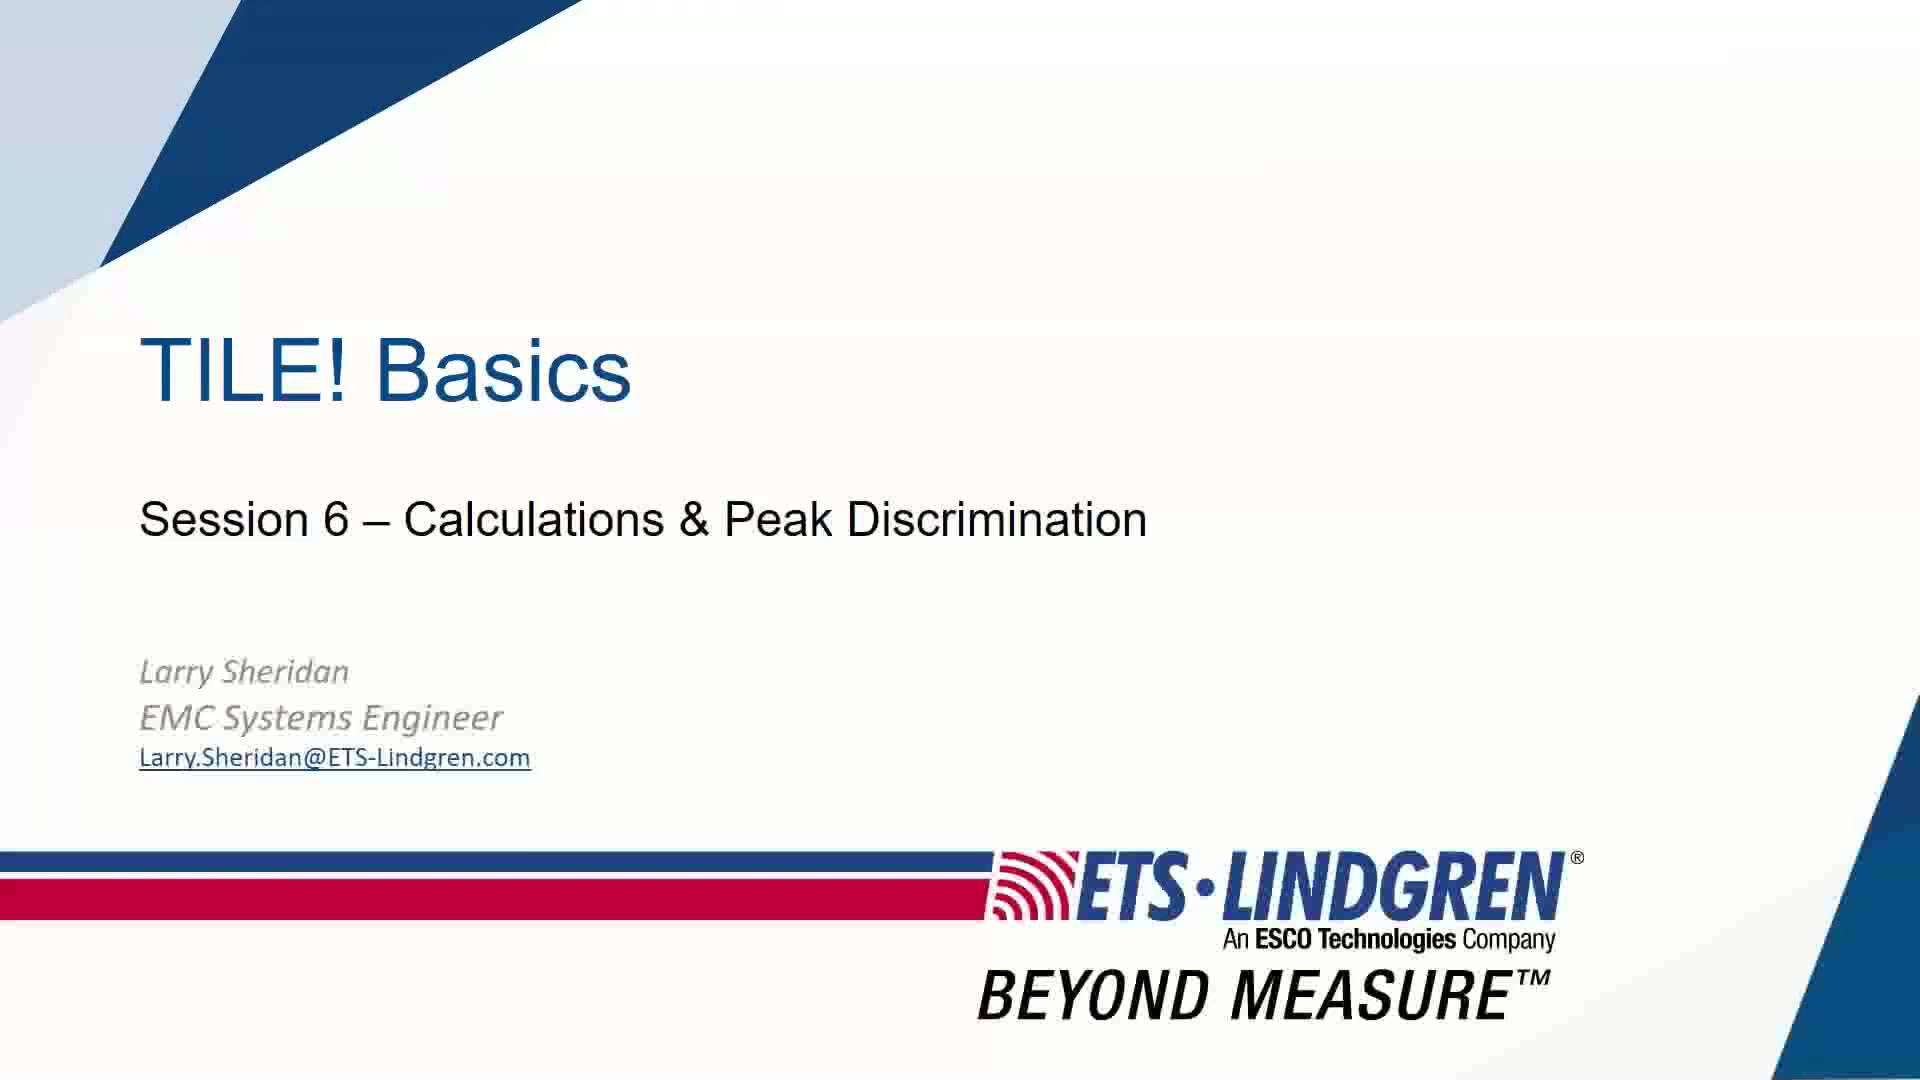 TILE! Basics
Session 6 – Calculations & Peak Discrimination
Larry Sheridan
EMC Systems Engineer
Larry.Sheridan@ETS-Lindgren.com
ETS·LINDGREN®
An ESCO Technologies Company
BEYOND MEASURE™